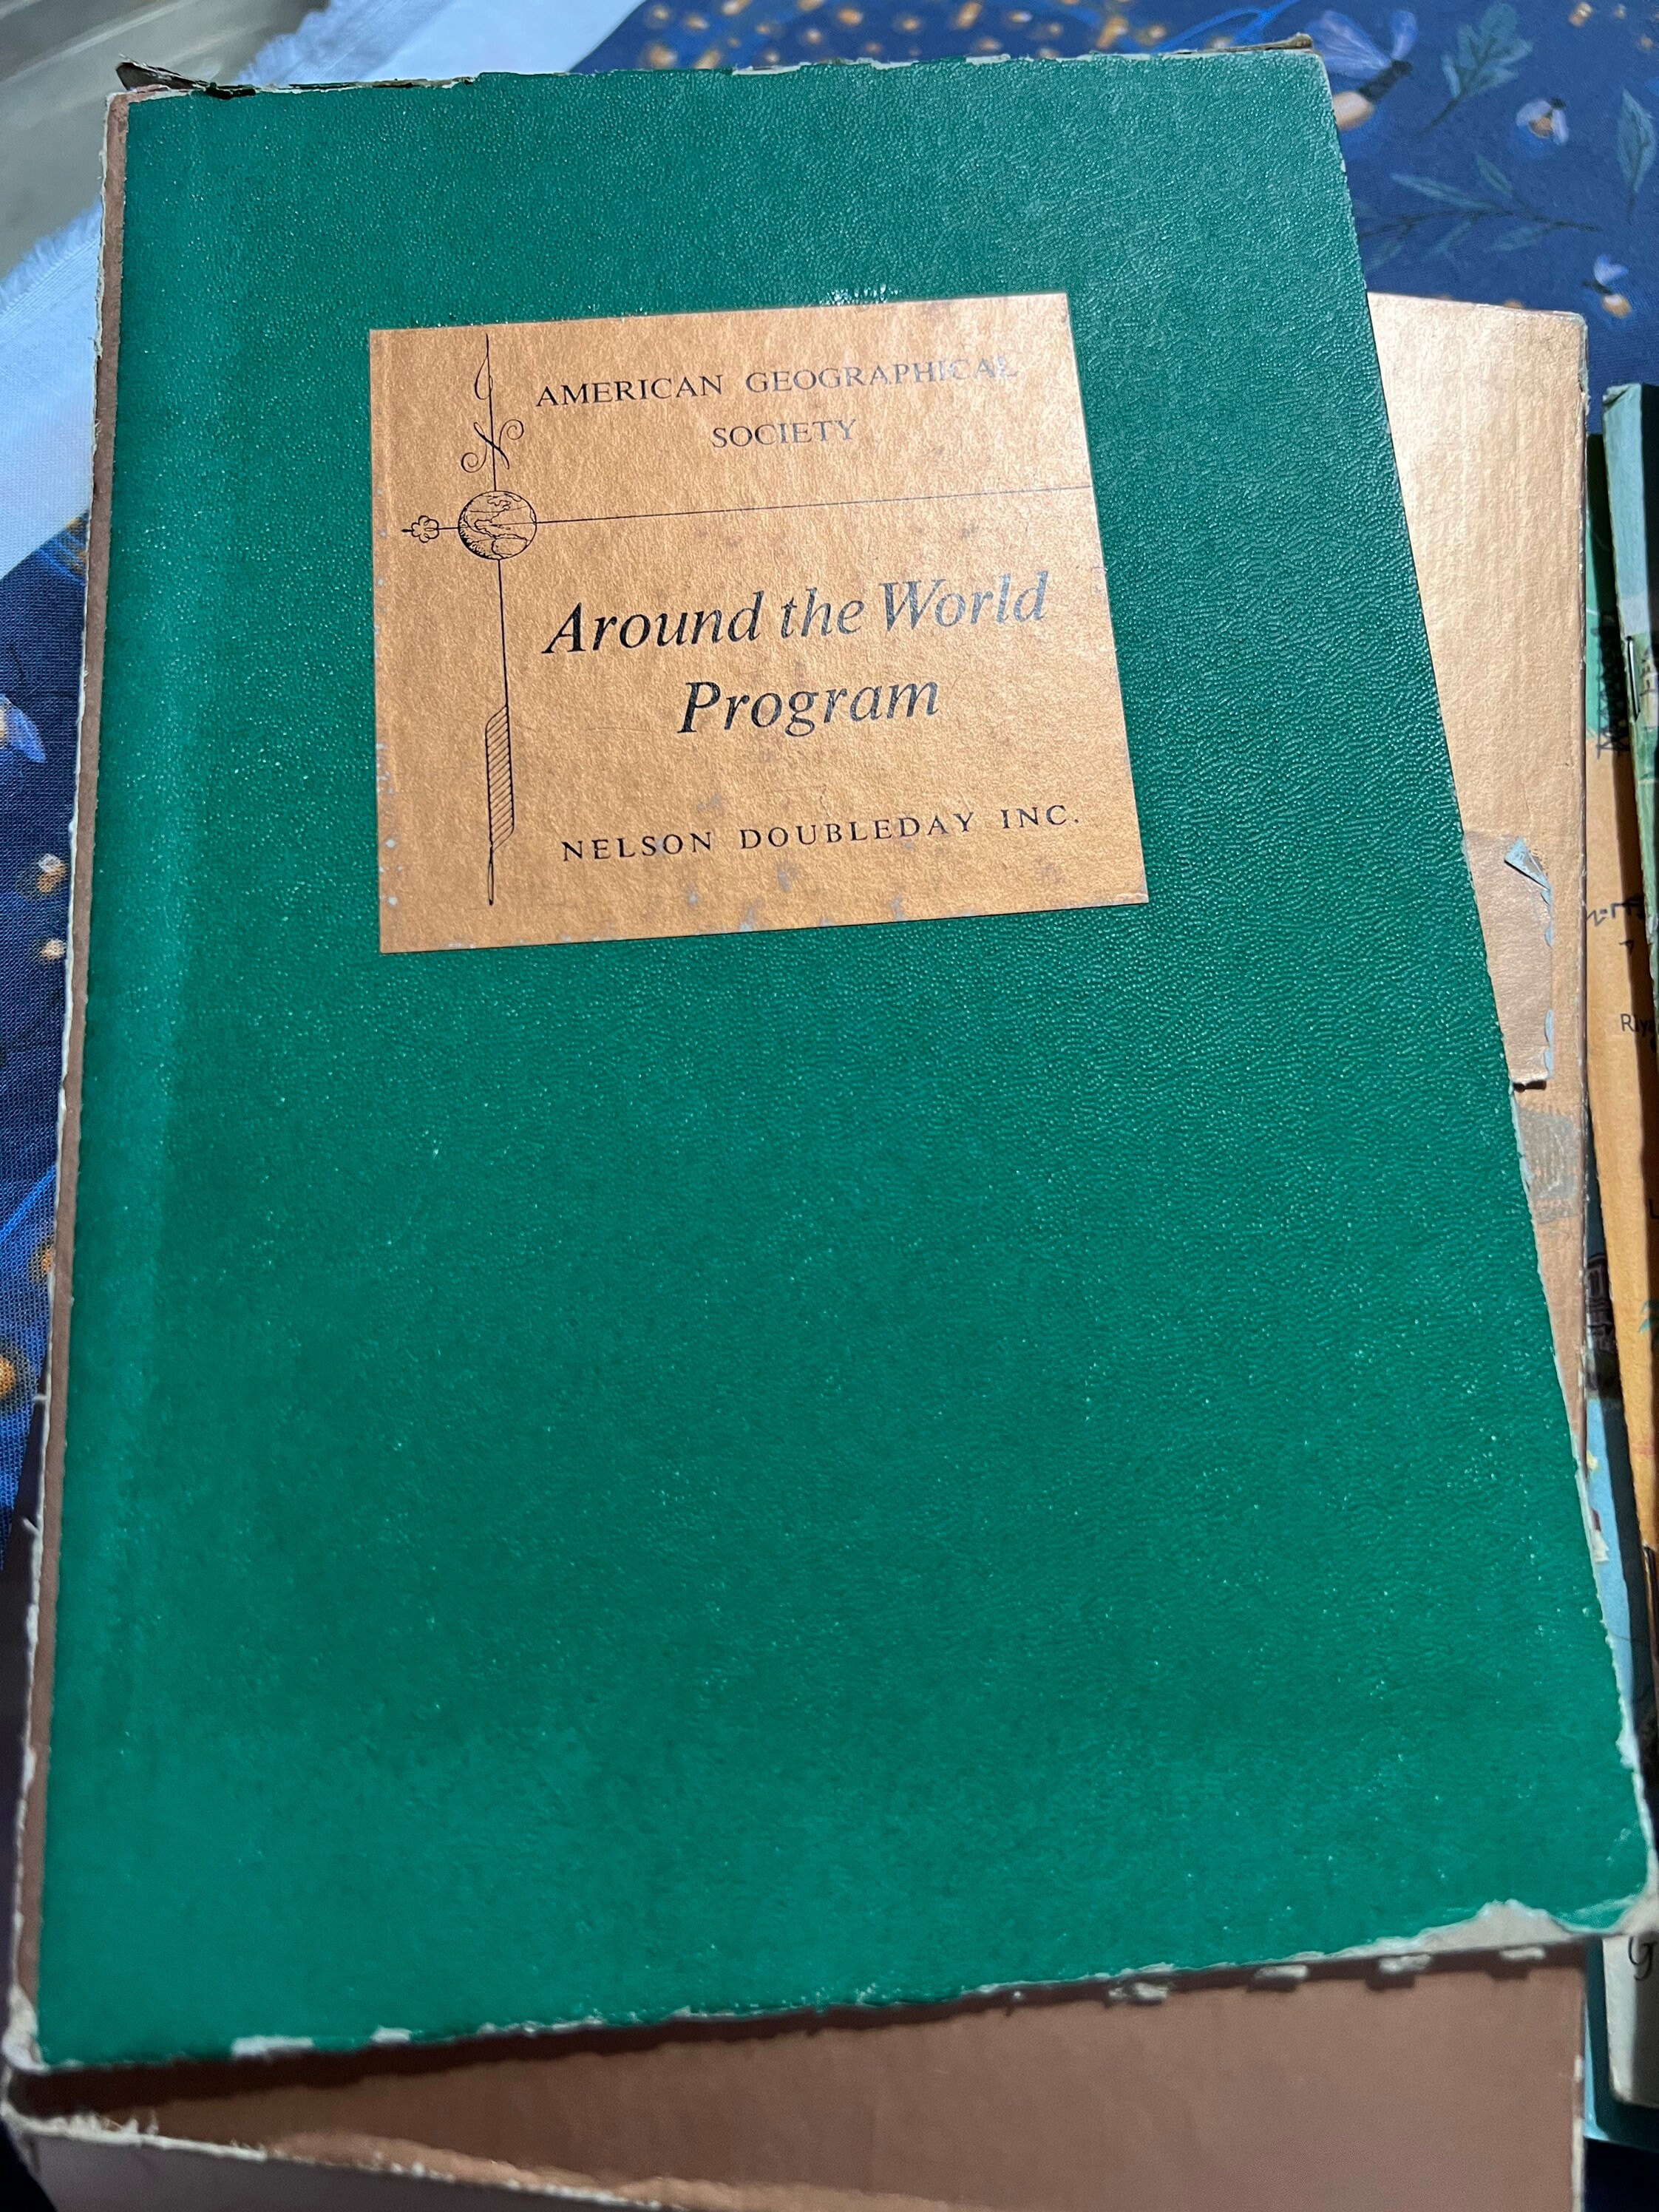 AMERICAN GEOGRAPHICAL
SOCIETY
Around the World
Program
NELSON DOUBLEDAY INC.